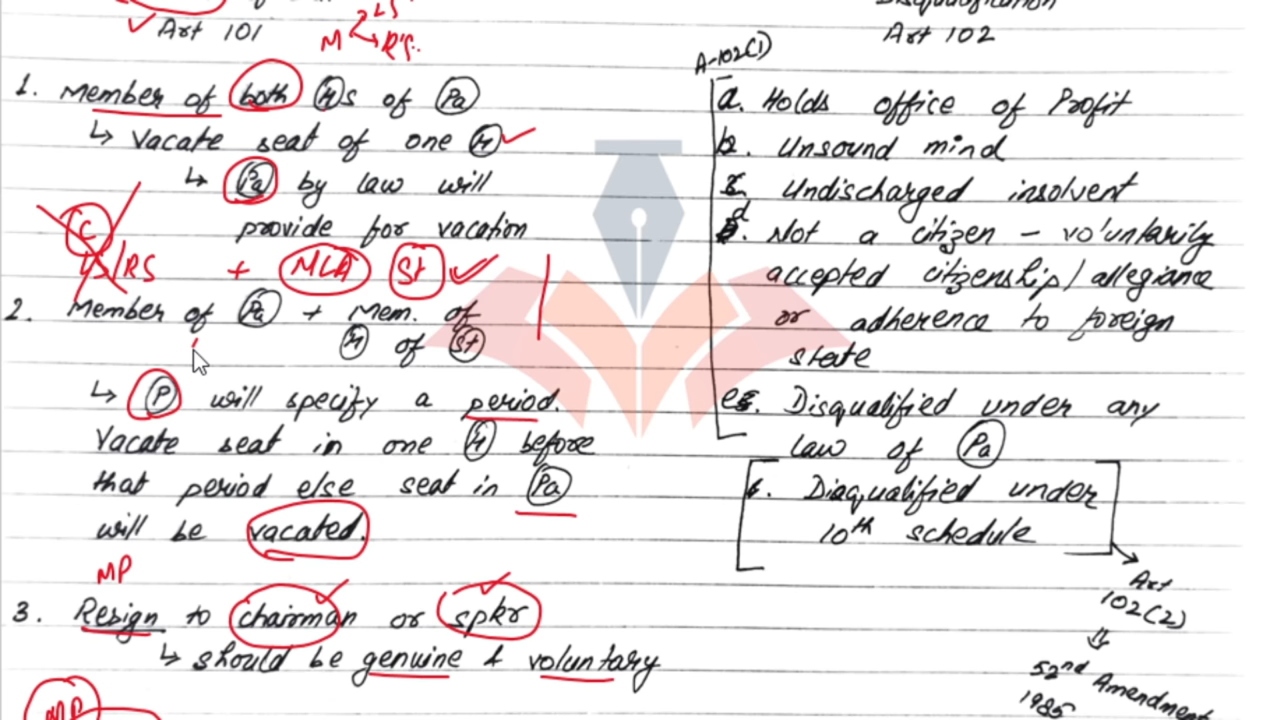 Art 101
M LS
RS.
1. Member of both (H)s of (Pa)
↳ Vacate seat of one (H)
↳ (Pa) by law will
provide for vacation
C
LS/RS + MLA St
2. Member of (Pa) + Mem. of
(H) of (St)
↳ (P) will specify a period.
Vacate seat in one (H) before
that period else seat in (Pa)
will be vacated.
MP
3. Resign to chairman or spkr
↳ should be genuine & voluntary
MP
Disqualification
Art 102
A-102(1)
a. Holds office of Profit
b. Unsound mind
c. Undischarged insolvent
d. Not a citizen - voluntarily
accepted citizenship/allegiance
or adherence to foreign
state
e. Disqualified under any
law of (Pa)
Disqualified under
10th schedule
Art
102(2)
52nd Amendment
1985